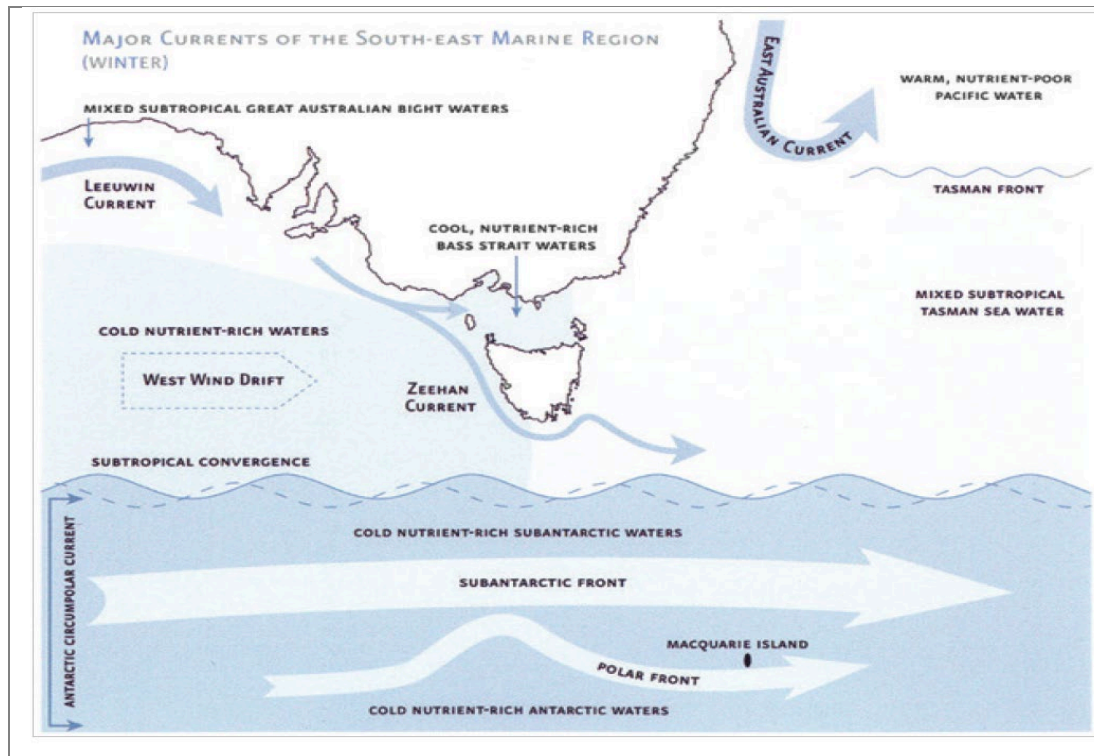 MAJOR CURRENTS OF THE SOUTH-EAST MARINE REGION
(WINTER)
MIXED SUBTROPICAL GREAT AUSTRALIAN BIGHT WATERS
WARM, NUTRIENT-POOR
PACIFIC WATER
EAST AUSTRALIAN CURRENT
TASMAN FRONT
LEEUWIN
CURRENT
COOL, NUTRIENT-RICH
BASS STRAIT WATERS
MIXED SUBTROPICAL
TASMAN SEA WATER
COLD NUTRIENT-RICH WATERS
WEST WIND DRIFT
ZEEHAN
CURRENT
SUBTROPICAL CONVERGENCE
ANTARCTIC CIRCUMPOLAR CURRENT
COLD NUTRIENT-RICH SUBANTARCTIC WATERS
SUBANTARCTIC FRONT
MACQUARIE ISLAND
POLAR FRONT
COLD NUTRIENT-RICH ANTARCTIC WATERS